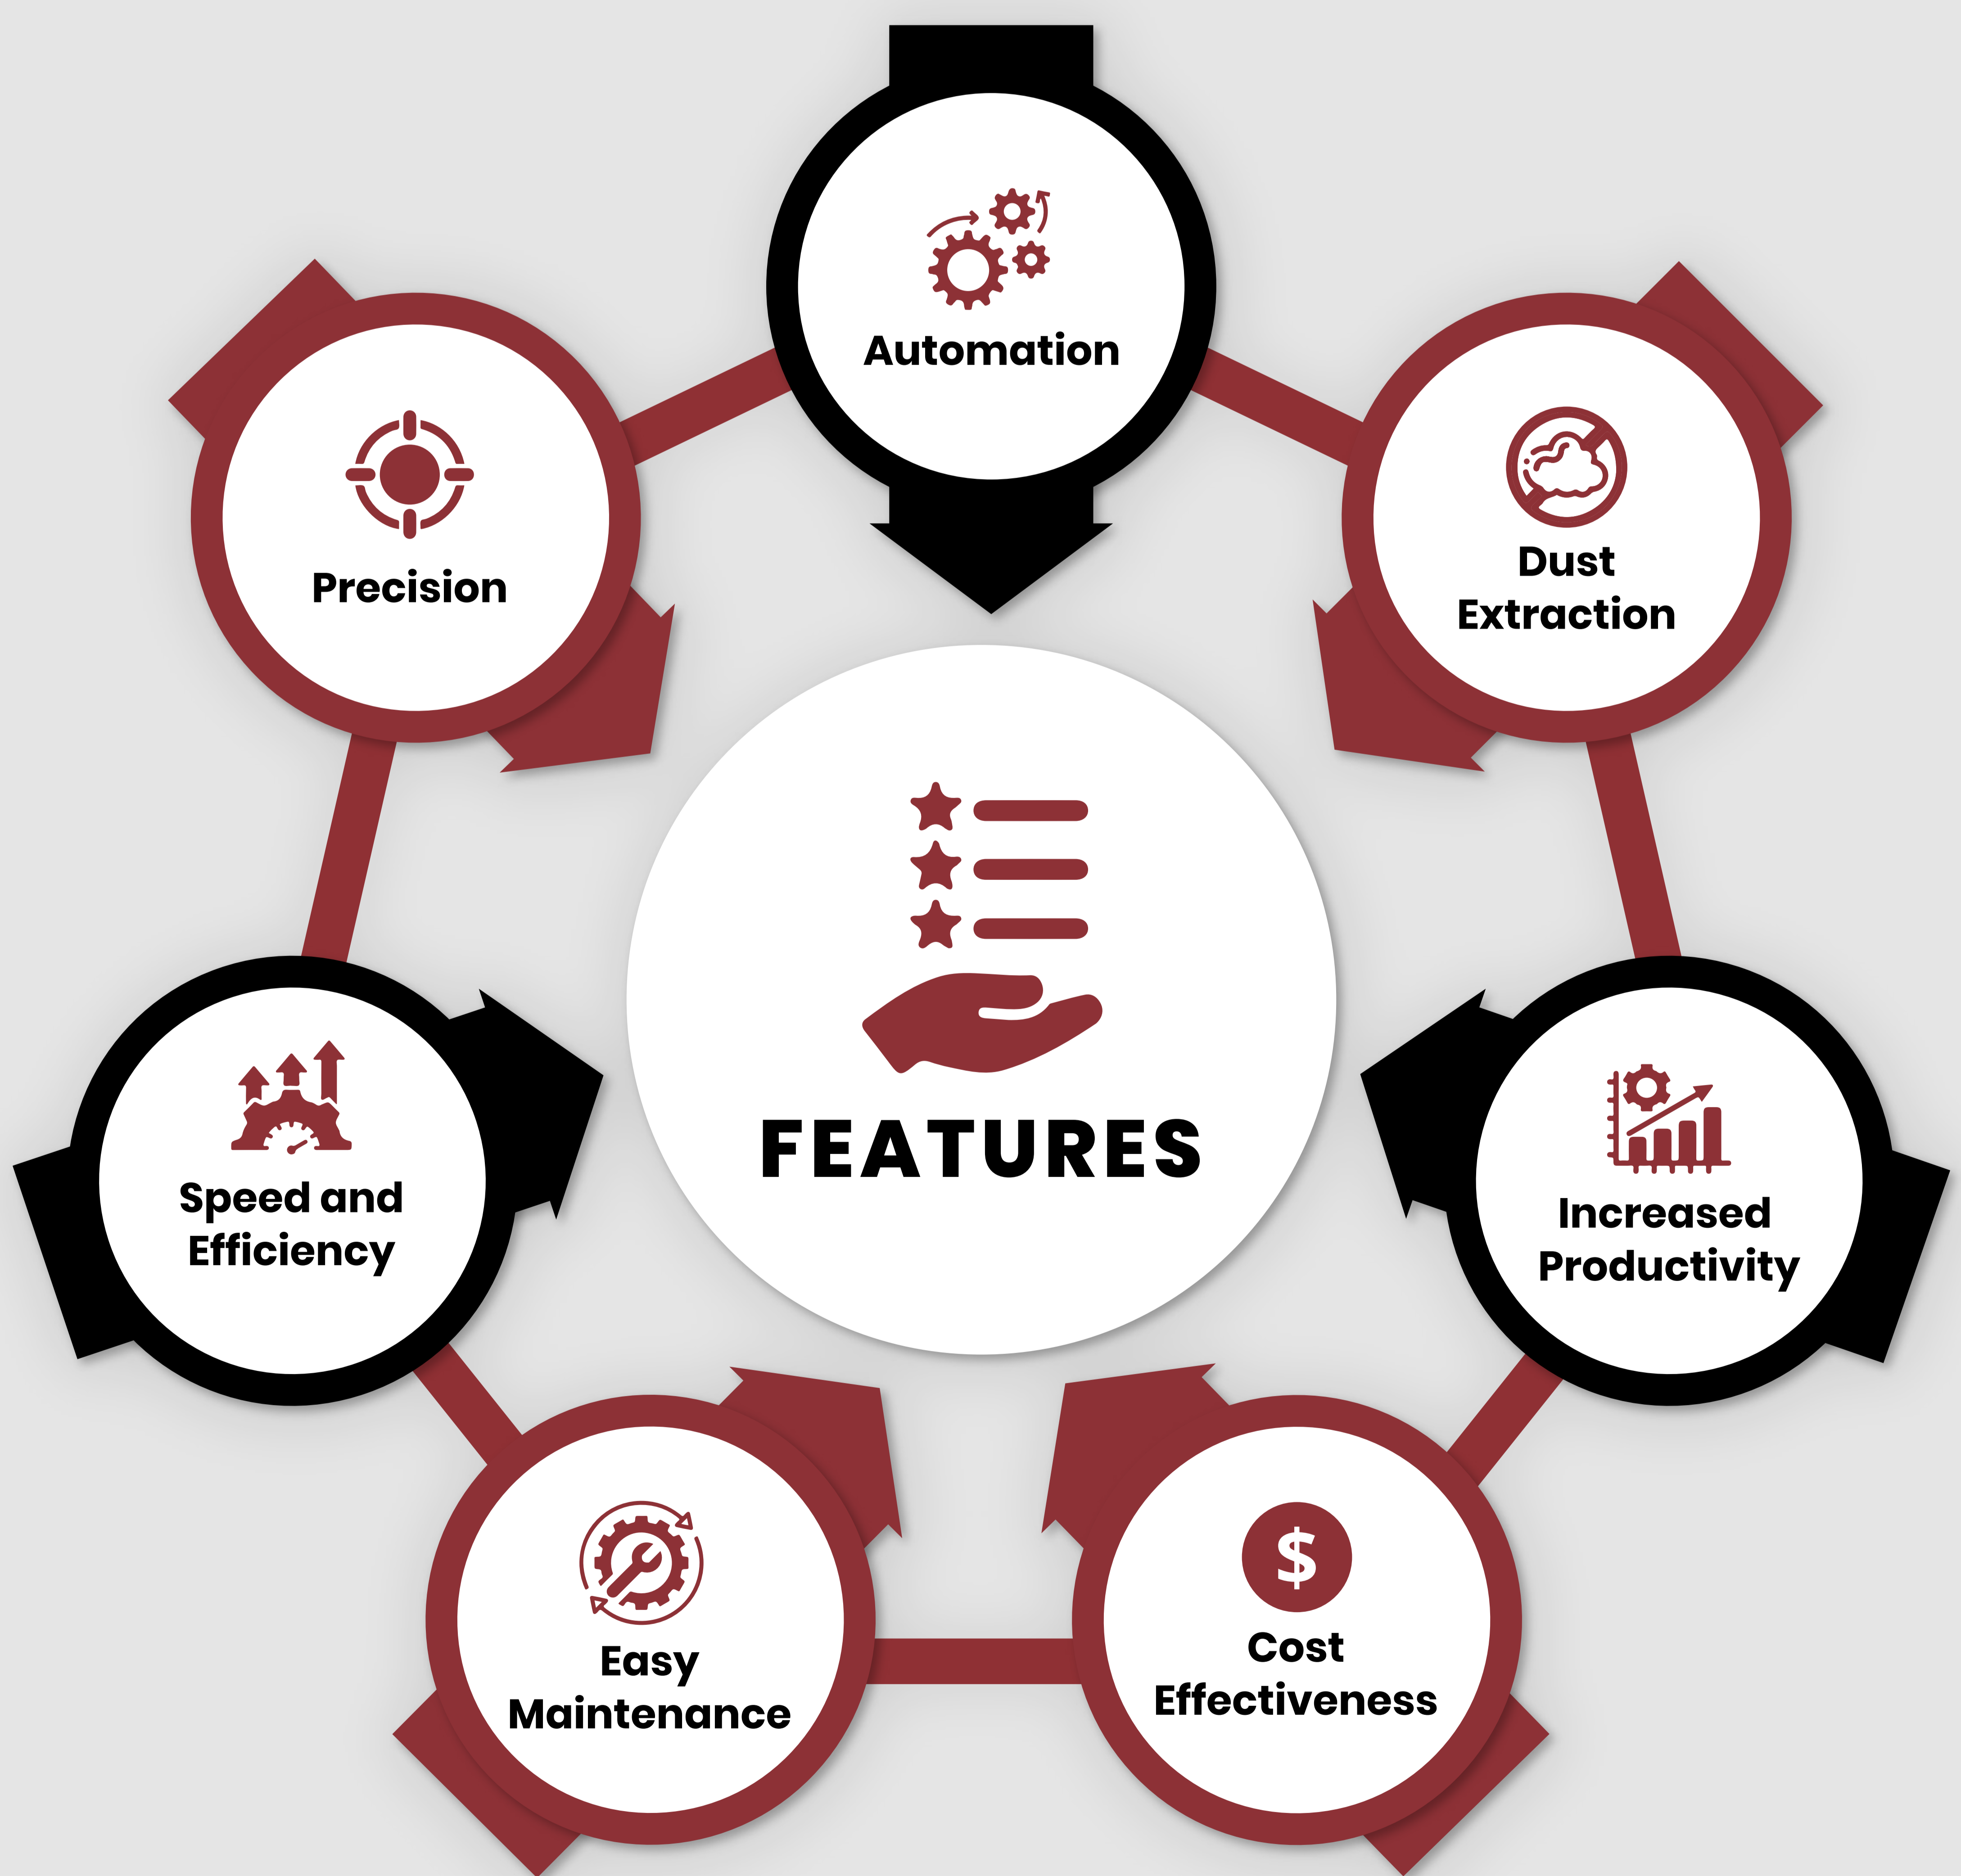 Automation
Precision
Dust
Extraction
FEATURES
Speed and
Efficiency
Increased
Productivity
Easy
Maintenance
$
Cost
Effectiveness